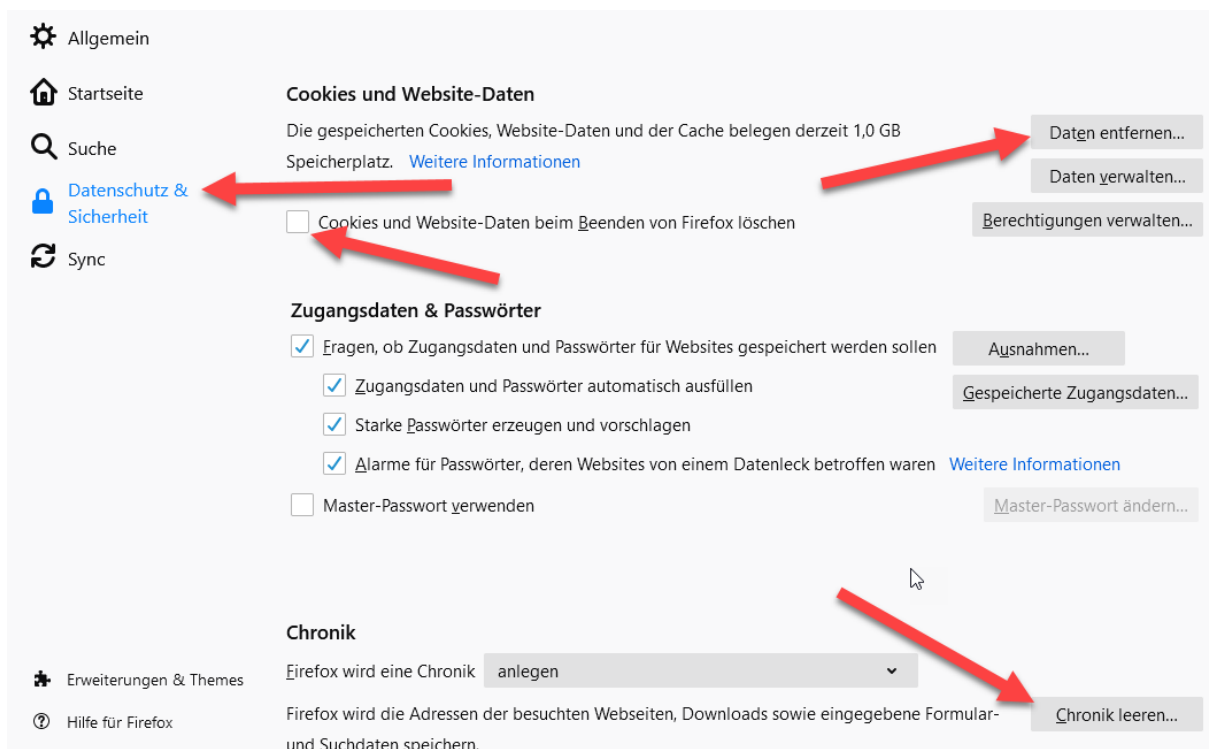 Allgemein
Startseite
Suche
Datenschutz &
Sicherheit
Sync
Erweiterungen & Themes
Hilfe für Firefox
Cookies und Website-Daten
Die gespeicherten Cookies, Website-Daten und der Cache belegen derzeit 1,0 GB
Speicherplatz. Weitere Informationen
Daten entfernen...
Daten verwalten...
Cookies und Website-Daten beim Beenden von Firefox löschen
Berechtigungen verwalten...
Zugangsdaten & Passwörter
Fragen, ob Zugangsdaten und Passwörter für Websites gespeichert werden sollen
Ausnahmen...
Zugangsdaten und Passwörter automatisch ausfüllen
Gespeicherte Zugangsdaten...
Starke Passwörter erzeugen und vorschlagen
Alarme für Passwörter, deren Websites von einem Datenleck betroffen waren Weitere Informationen
Master-Passwort verwenden
Master-Passwort ändern...
Chronik
Firefox wird eine Chronik anlegen
Firefox wird die Adressen der besuchten Webseiten, Downloads sowie eingegebene Formular-
und Suchdaten speichern.
Chronik leeren...